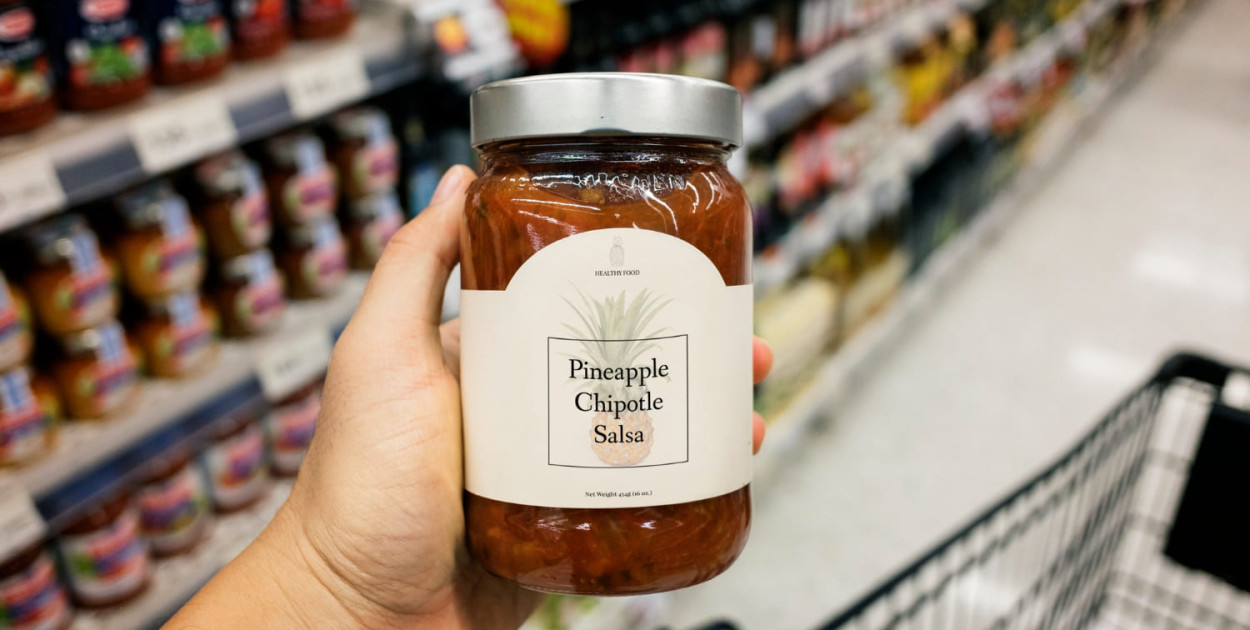 HEALTHY FOOD
Pineapple
Chipotle
Salsa
Net Weight 454g (16 oz.)